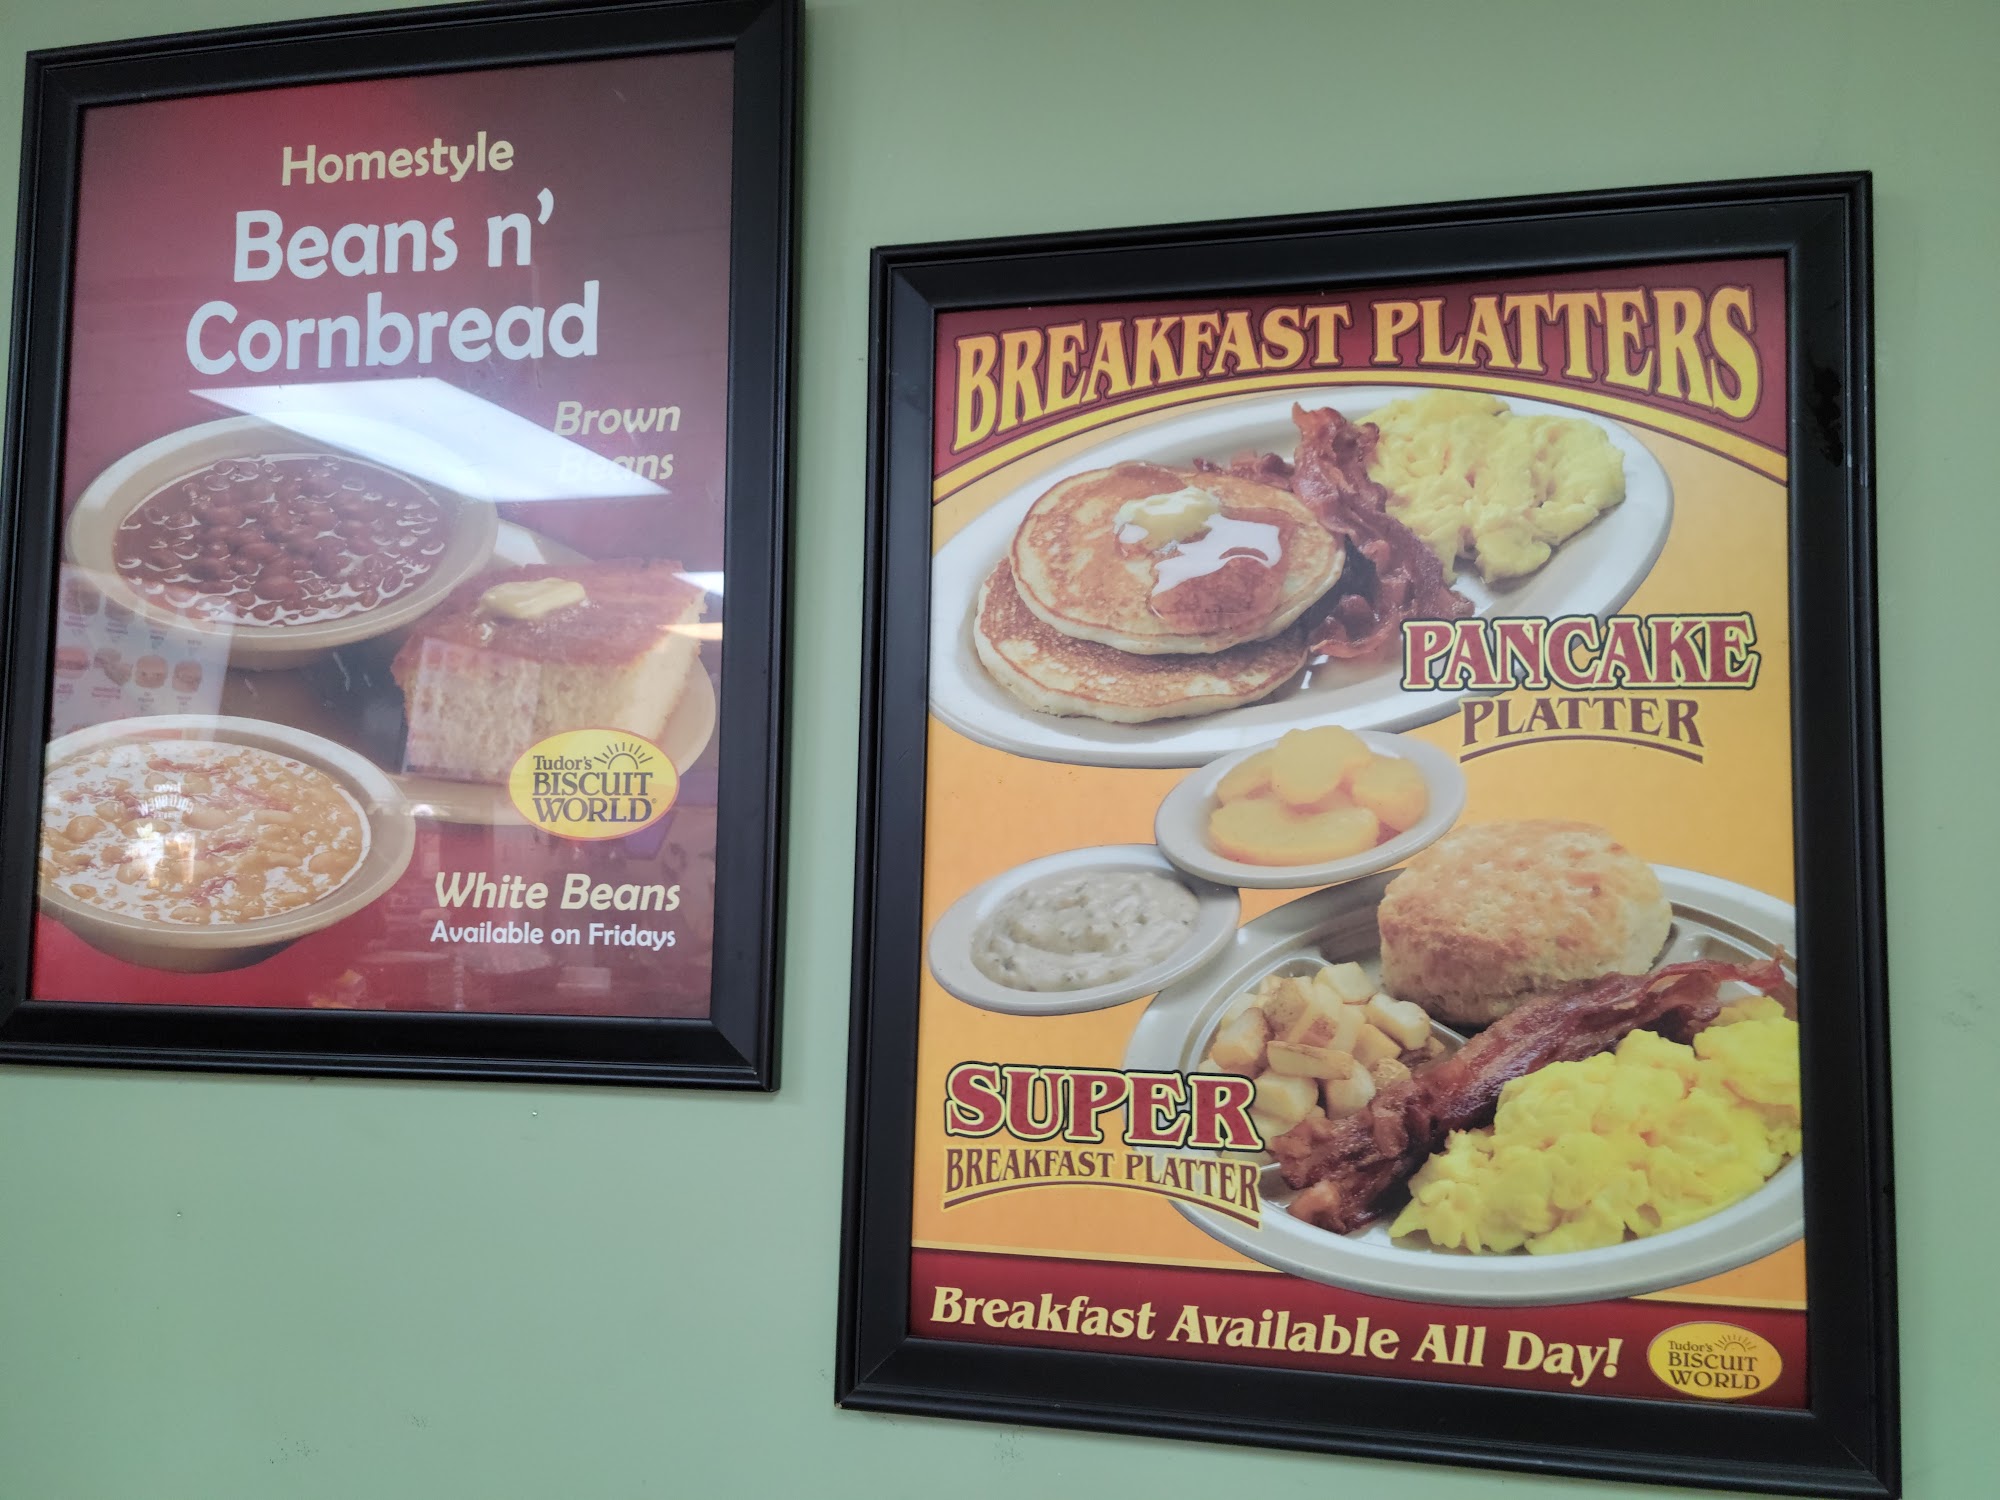 Homestyle
Beans n'
Cornbread
Brown
Beans
Tudor's
BISCUIT
WORLD
White Beans
Available on Fridays
BREAKFAST PLATTERS
PANCAKE
PLATTER
SUPER
BREAKFAST PLATTER
Breakfast Available All Day!
Tudor's
BISCUIT
WORLD